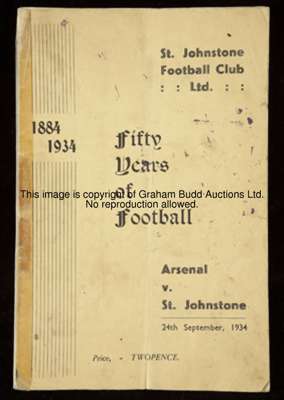 St. Johnstone
Football Club
: : Ltd. : :
1884
1934
Fifty
Years
of
Football
This image is copyright of Graham Budd Auctions Ltd.
No reproduction allowed.
Arsenal
v.
St. Johnstone
24th September, 1934
Price, - TWOPENCE.